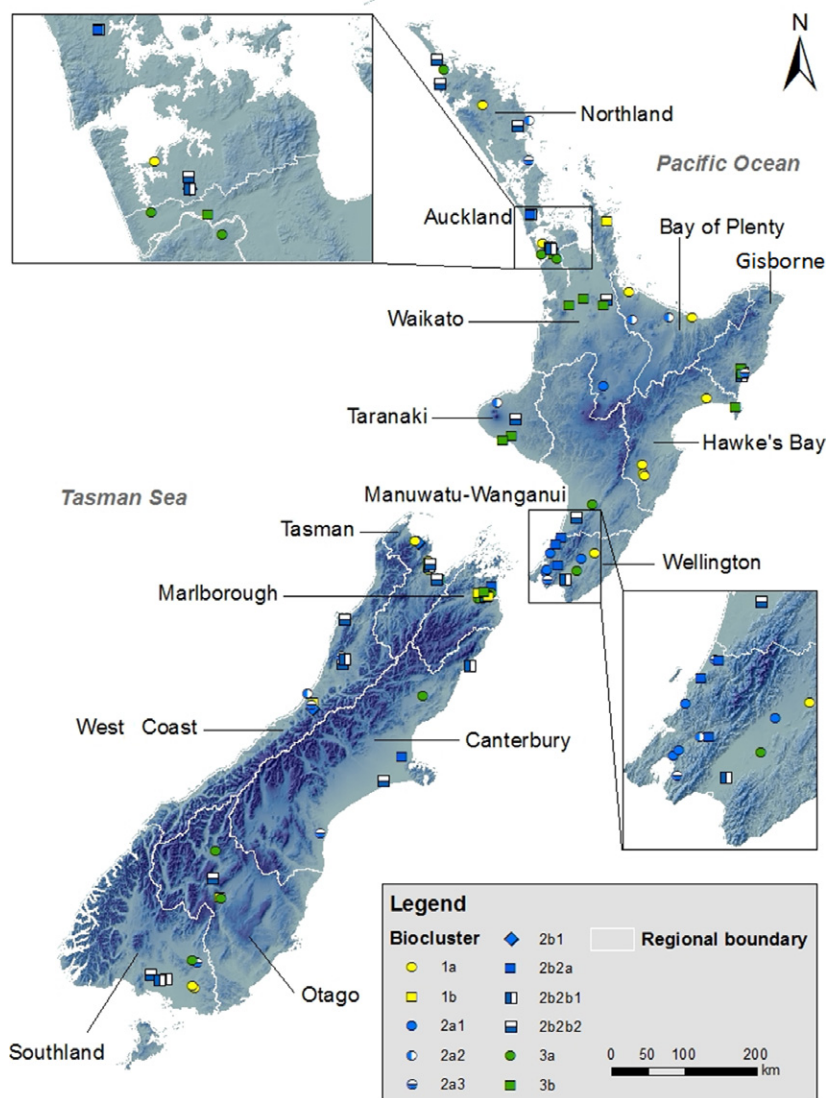 N
Northland
Pacific Ocean
Auckland
Bay of Plenty
Gisborne
Waikato
Taranaki
Hawke's Bay
Tasman Sea
Manuwatu-Wanganui
Tasman
Wellington
Marlborough
West Coast
Canterbury
Otago
Southland
Legend
Biocluster
1a
1b
2a1
2a2
2a3
2b1
2b2a
2b2b1
2b2b2
3a
3b
Regional boundary
0 50 100 200
km